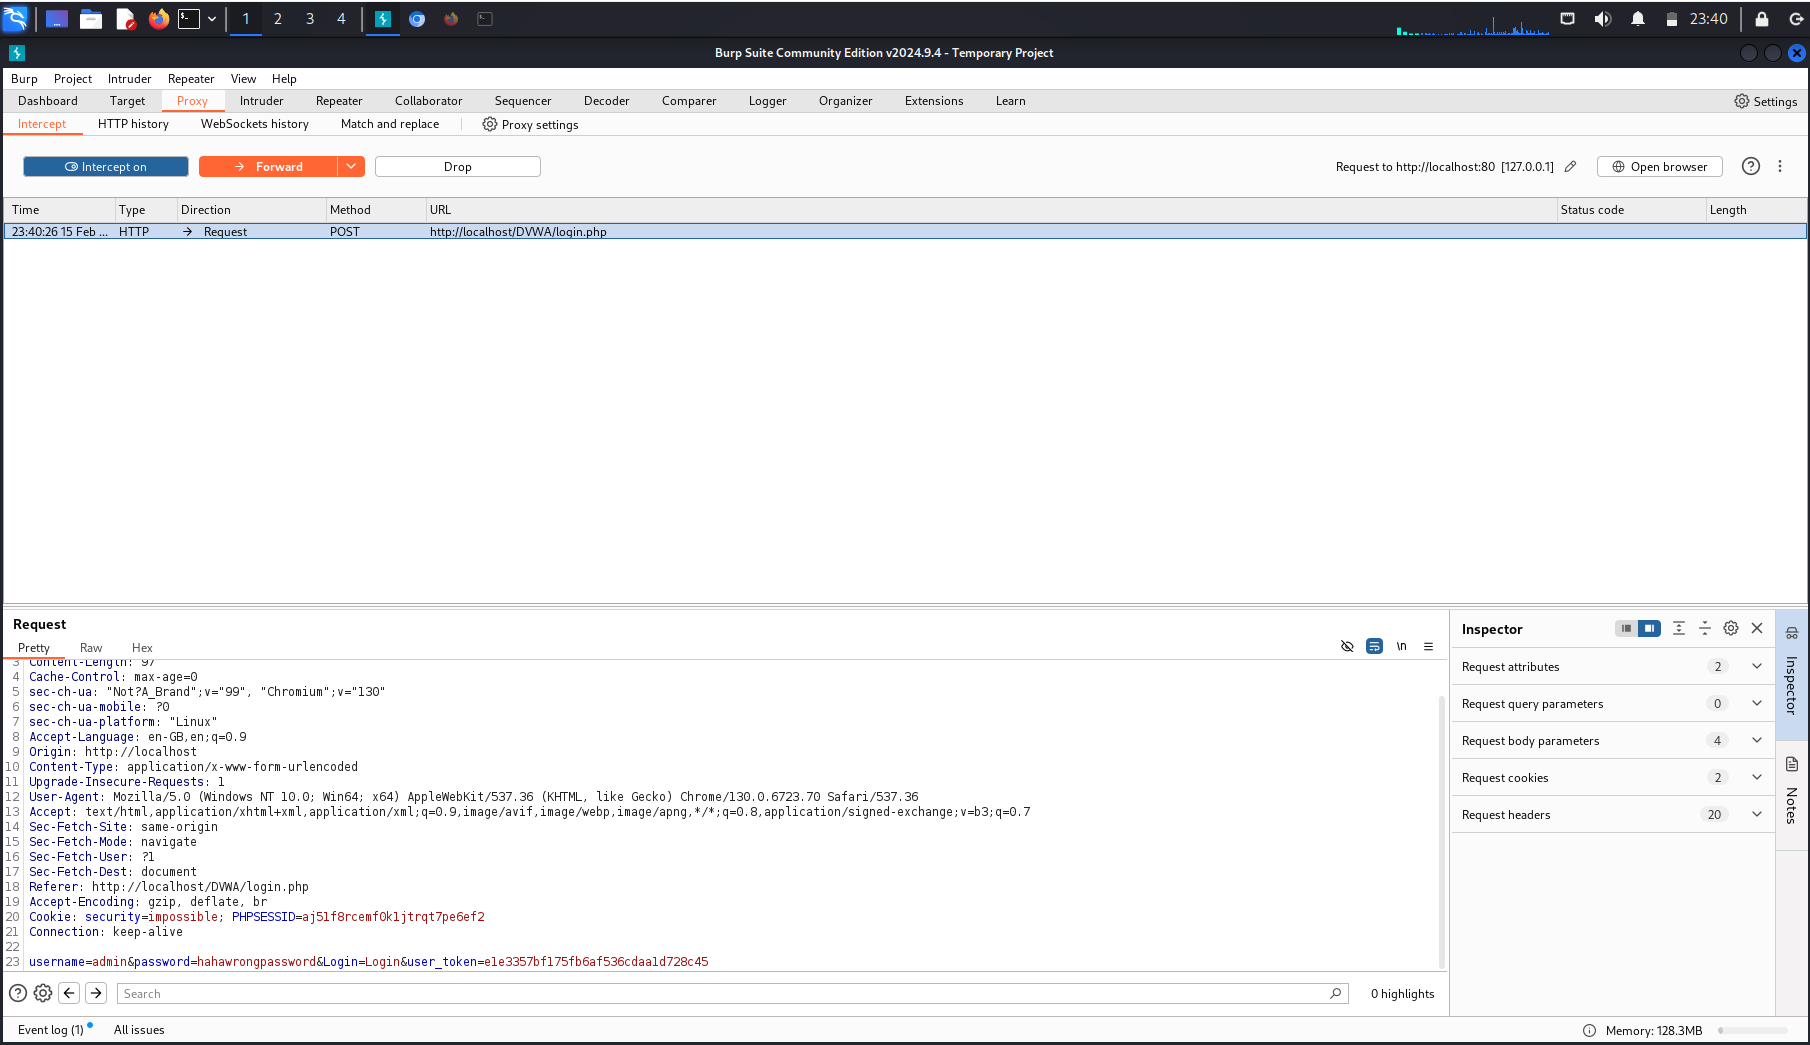 1 2 3 4 23:40
Burp Suite Community Edition v2024.9.4 - Temporary Project
Burp Project Intruder Repeater View Help
Dashboard Target Proxy Intruder Repeater Collaborator Sequencer Decoder Comparer Logger Organizer Extensions Learn Settings
Intercept HTTP history WebSockets history Match and replace Proxy settings
Intercept on Forward Drop Request to http://localhost:80 [127.0.0.1] Open browser
Time Type Direction Method URL Status code Length
23:40:26 15 Feb ... HTTP → Request POST http://localhost/DVWA/login.php
Request
Pretty Raw Hex \n
3 Content-Length: 97
4 Cache-Control: max-age=0
5 sec-ch-ua: "Not?A_Brand";v="99", "Chromium";v="130"
6 sec-ch-ua-mobile: ?0
7 sec-ch-ua-platform: "Linux"
8 Accept-Language: en-GB,en;q=0.9
9 Origin: http://localhost
10 Content-Type: application/x-www-form-urlencoded
11 Upgrade-Insecure-Requests: 1
12 User-Agent: Mozilla/5.0 (Windows NT 10.0; Win64; x64) AppleWebKit/537.36 (KHTML, like Gecko) Chrome/130.0.6723.70 Safari/537.36
13 Accept: text/html,application/xhtml+xml,application/xml;q=0.9,image/avif,image/webp,image/apng,*/*;q=0.8,application/signed-exchange;v=b3;q=0.7
14 Sec-Fetch-Site: same-origin
15 Sec-Fetch-Mode: navigate
16 Sec-Fetch-User: ?1
17 Sec-Fetch-Dest: document
18 Referer: http://localhost/DVWA/login.php
19 Accept-Encoding: gzip, deflate, br
20 Cookie: security=impossible; PHPSESSID=aj51f8rcemf0k1jtrqt7pe6ef2
21 Connection: keep-alive
22
23 username=admin&password=hahawrongpassword&Login=Login&user_token=e1e3357bf175fb6af536cdaa1d728c45
Search 0 highlights
Inspector
Request attributes 2
Request query parameters 0
Request body parameters 4
Request cookies 2
Request headers 20
Inspector
Notes
Event log (1) All issues Memory: 128.3MB